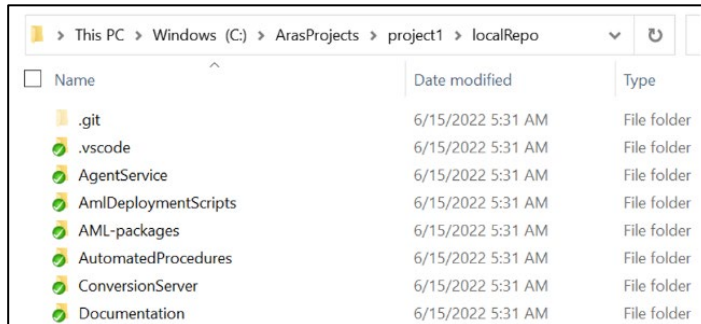 This PC > Windows (C:) > ArasProjects > project1 > localRepo
Name Date modified Type
.git 6/15/2022 5:31 AM File folder
.vscode 6/15/2022 5:31 AM File folder
AgentService 6/15/2022 5:31 AM File folder
AmlDeploymentScripts 6/15/2022 5:31 AM File folder
AML-packages 6/15/2022 5:31 AM File folder
AutomatedProcedures 6/15/2022 5:31 AM File folder
ConversionServer 6/15/2022 5:31 AM File folder
Documentation 6/15/2022 5:31 AM File folder